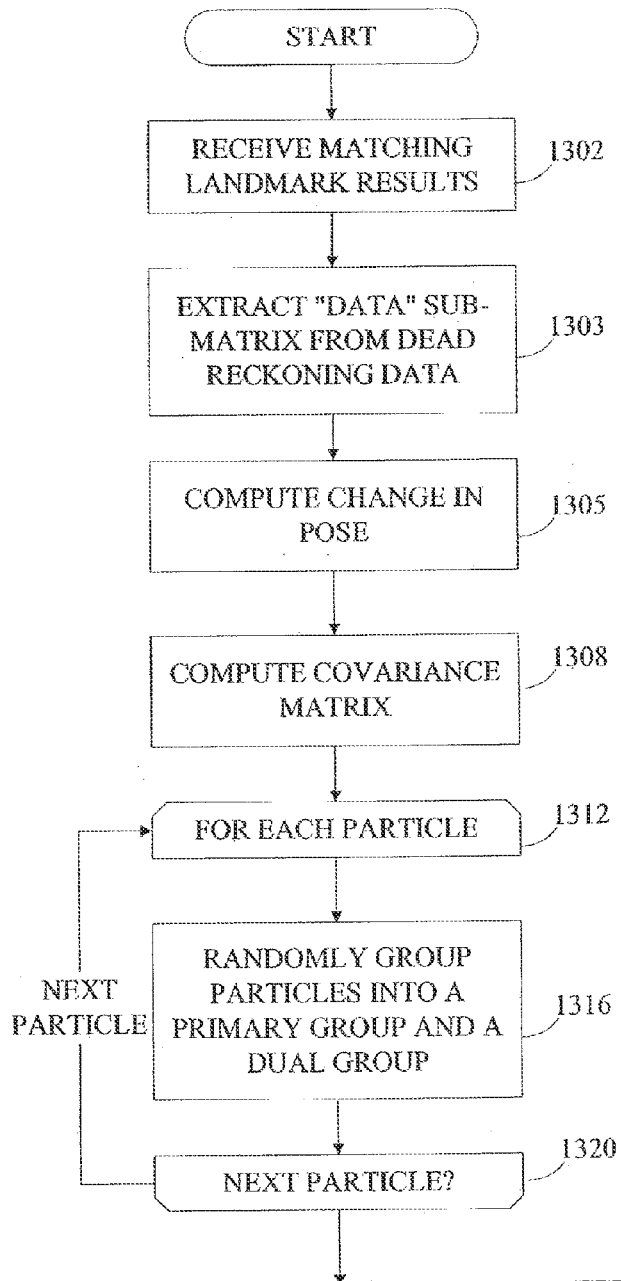 START
RECEIVE MATCHING
LANDMARK RESULTS
1302
EXTRACT "DATA" SUB-
MATRIX FROM DEAD
RECKONING DATA
1303
COMPUTE CHANGE IN
POSE
1305
COMPUTE COVARIANCE
MATRIX
1308
FOR EACH PARTICLE
1312
RANDOMLY GROUP
PARTICLES INTO A
PRIMARY GROUP AND A
DUAL GROUP
1316
NEXT
PARTICLE
NEXT PARTICLE?
1320